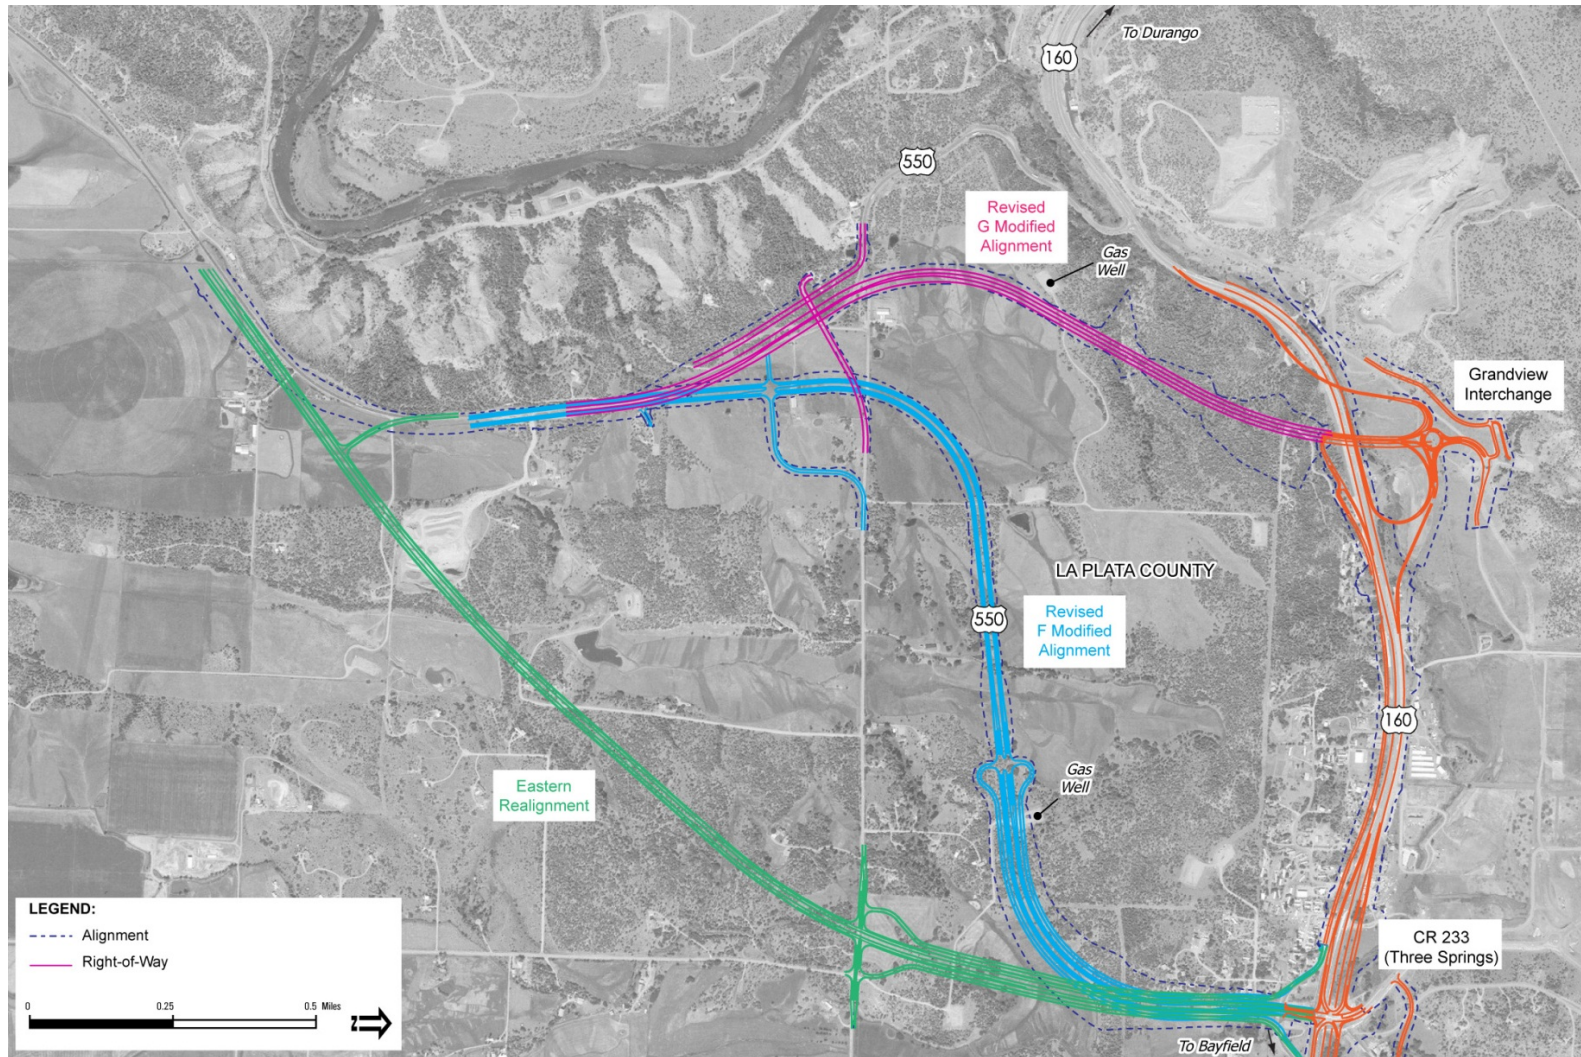 To Durango
160
550
Revised
G Modified
Alignment
Gas
Well
Grandview
Interchange
LA PLATA COUNTY
550
Revised
F Modified
Alignment
160
Eastern
Realignment
Gas
Well
CR 233
(Three Springs)
To Bayfield
LEGEND:
Alignment
Right-of-Way
0 0.25 0.5 Miles
N